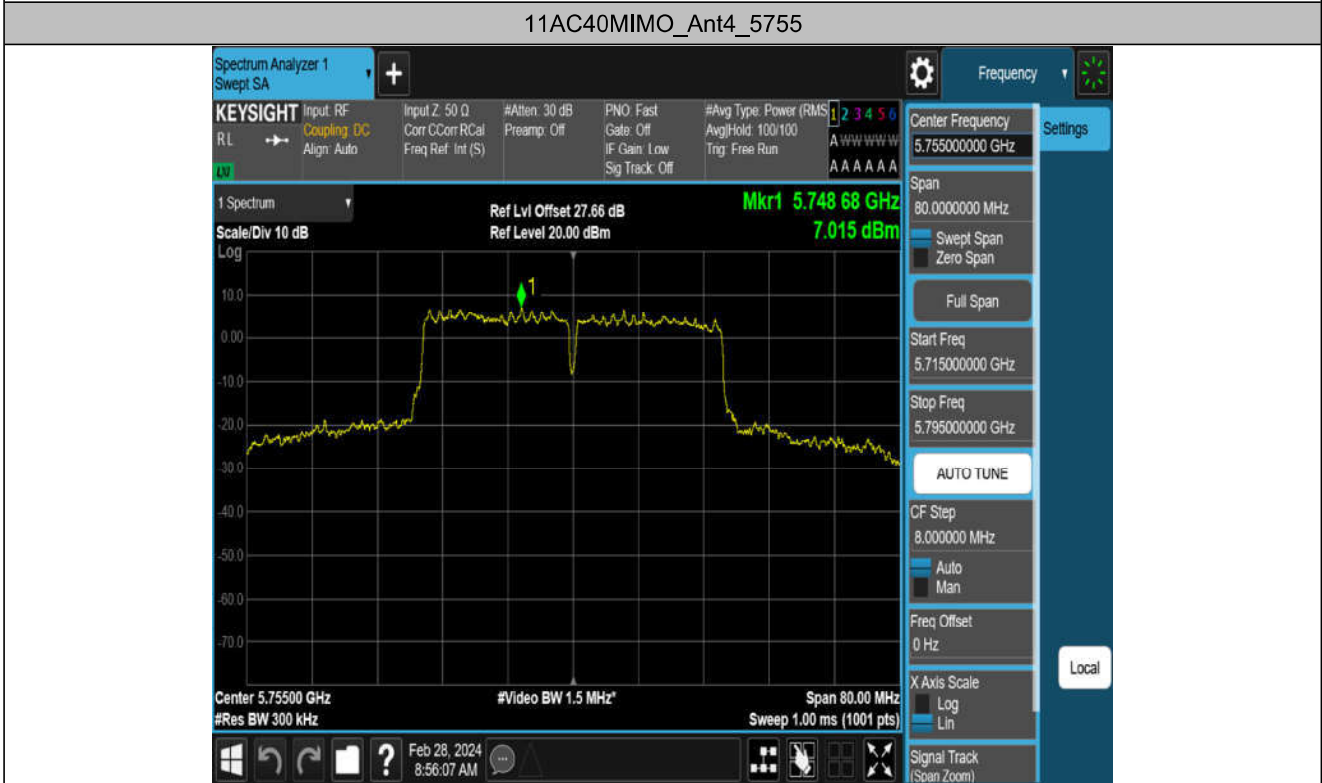 11AC40MIMO_Ant4_5755
Spectrum Analyzer 1
Swept SA
+
Frequency
KEYSIGHT
RL
LXI
Input: RF
Coupling: DC
Align: Auto
Input Z: 50 Ω
Corr CCorr RCal
Freq Ref: Int (S)
#Atten: 30 dB
Preamp: Off
PNO: Fast
Gate: Off
IF Gain: Low
Sig Track: Off
#Avg Type: Power (RMS
Avg|Hold: 100/100
Trig: Free Run
1 2 3 4 5 6
A W W W W W
A A A A A A
Center Frequency
5.755000000 GHz
Settings
1 Spectrum
Scale/Div 10 dB
Log
Ref Lvl Offset 27.66 dB
Ref Level 20.00 dBm
Mkr1 5.748 68 GHz
7.015 dBm
1
10.0
0.00
-10.0
-20.0
-30.0
-40.0
-50.0
-60.0
-70.0
Span
80.0000000 MHz
Swept Span
Zero Span
Full Span
Start Freq
5.715000000 GHz
Stop Freq
5.795000000 GHz
AUTO TUNE
CF Step
8.000000 MHz
Auto
Man
Freq Offset
0 Hz
X Axis Scale
Log
Lin
Local
Signal Track
(Span Zoom)
Center 5.75500 GHz
#Res BW 300 kHz
#Video BW 1.5 MHz*
Span 80.00 MHz
Sweep 1.00 ms (1001 pts)
?
Feb 28, 2024
8:56:07 AM